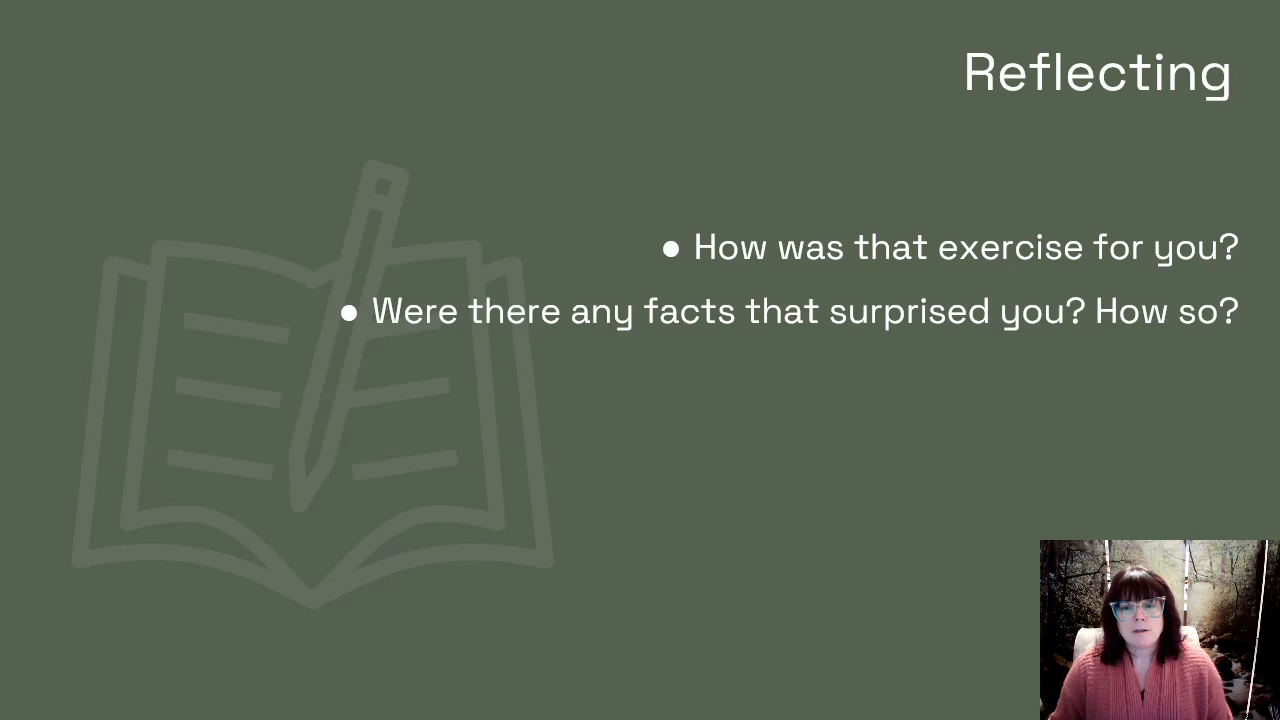 Reflecting
● How was that exercise for you?
● Were there any facts that surprised you? How so?